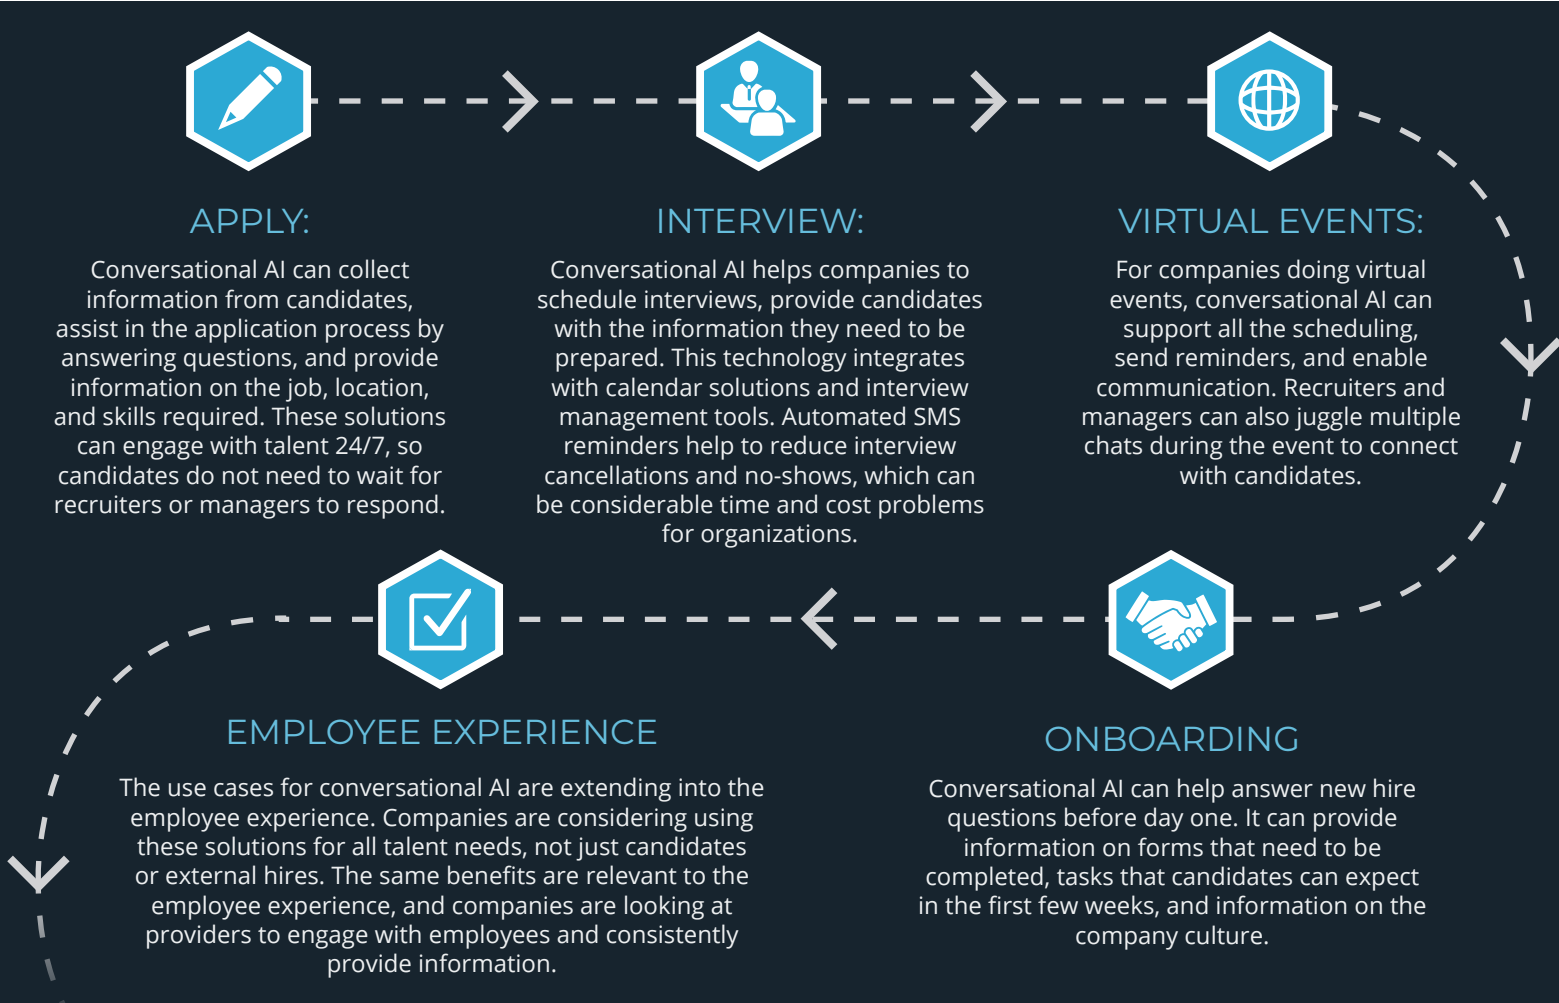 APPLY:
Conversational AI can collect
information from candidates,
assist in the application process by
answering questions, and provide
information on the job, location,
and skills required. These solutions
can engage with talent 24/7, so
candidates do not need to wait for
recruiters or managers to respond.
INTERVIEW:
Conversational AI helps companies to
schedule interviews, provide candidates
with the information they need to be
prepared. This technology integrates
with calendar solutions and interview
management tools. Automated SMS
reminders help to reduce interview
cancellations and no-shows, which can
be considerable time and cost problems
for organizations.
VIRTUAL EVENTS:
For companies doing virtual
events, conversational AI can
support all the scheduling,
send reminders, and enable
communication. Recruiters and
managers can also juggle multiple
chats during the event to connect
with candidates.
ONBOARDING
Conversational AI can help answer new hire
questions before day one. It can provide
information on forms that need to be
completed, tasks that candidates can expect
in the first few weeks, and information on the
company culture.
EMPLOYEE EXPERIENCE
The use cases for conversational AI are extending into the
employee experience. Companies are considering using
these solutions for all talent needs, not just candidates
or external hires. The same benefits are relevant to the
employee experience, and companies are looking at
providers to engage with employees and consistently
provide information.